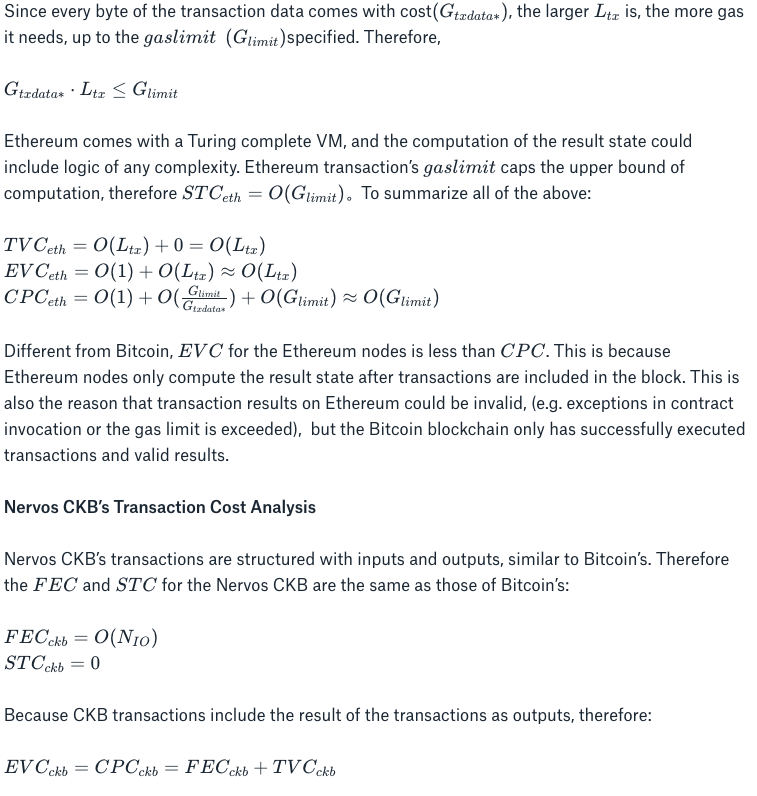 Since every byte of the transaction data comes with cost($G_{txdata*}$), the larger $L_{tx}$ is, the more gas
it needs, up to the $gaslimit$ ($G_{limit}$)specified. Therefore,
$G_{txdata*} \cdot L_{tx} \leq G_{limit}$
Ethereum comes with a Turing complete VM, and the computation of the result state could
include logic of any complexity. Ethereum transaction's $gaslimit$ caps the upper bound of
computation, therefore $STC_{eth} = O(G_{limit})$。To summarize all of the above:
$TVC_{eth} = O(L_{tx}) + 0 = O(L_{tx})$
$EVC_{eth} = O(1) + O(L_{tx}) \approx O(L_{tx})$
$CPC_{eth} = O(1) + O(\frac{G_{limit}}{G_{txdata*}}) + O(G_{limit}) \approx O(G_{limit})$
Different from Bitcoin, $EVC$ for the Ethereum nodes is less than $CPC$. This is because
Ethereum nodes only compute the result state after transactions are included in the block. This is
also the reason that transaction results on Ethereum could be invalid, (e.g. exceptions in contract
invocation or the gas limit is exceeded), but the Bitcoin blockchain only has successfully executed
transactions and valid results.
Nervos CKB's Transaction Cost Analysis
Nervos CKB's transactions are structured with inputs and outputs, similar to Bitcoin's. Therefore
the $FEC$ and $STC$ for the Nervos CKB are the same as those of Bitcoin's:
$FEC_{ckb} = O(N_{IO})$
$STC_{ckb} = 0$
Because CKB transactions include the result of the transactions as outputs, therefore:
$EVC_{ckb} = CPC_{ckb} = FEC_{ckb} + TVC_{ckb}$